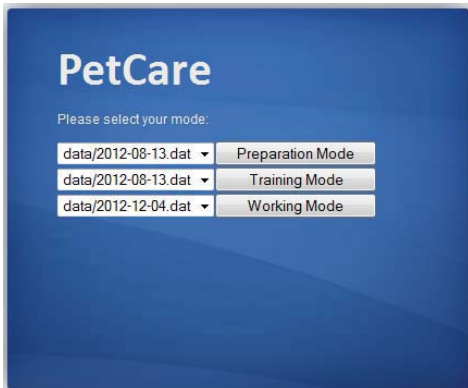 PetCare
Please select your mode:
data/2012-08-13.dat Preparation Mode
data/2012-08-13.dat Training Mode
data/2012-12-04.dat Working Mode